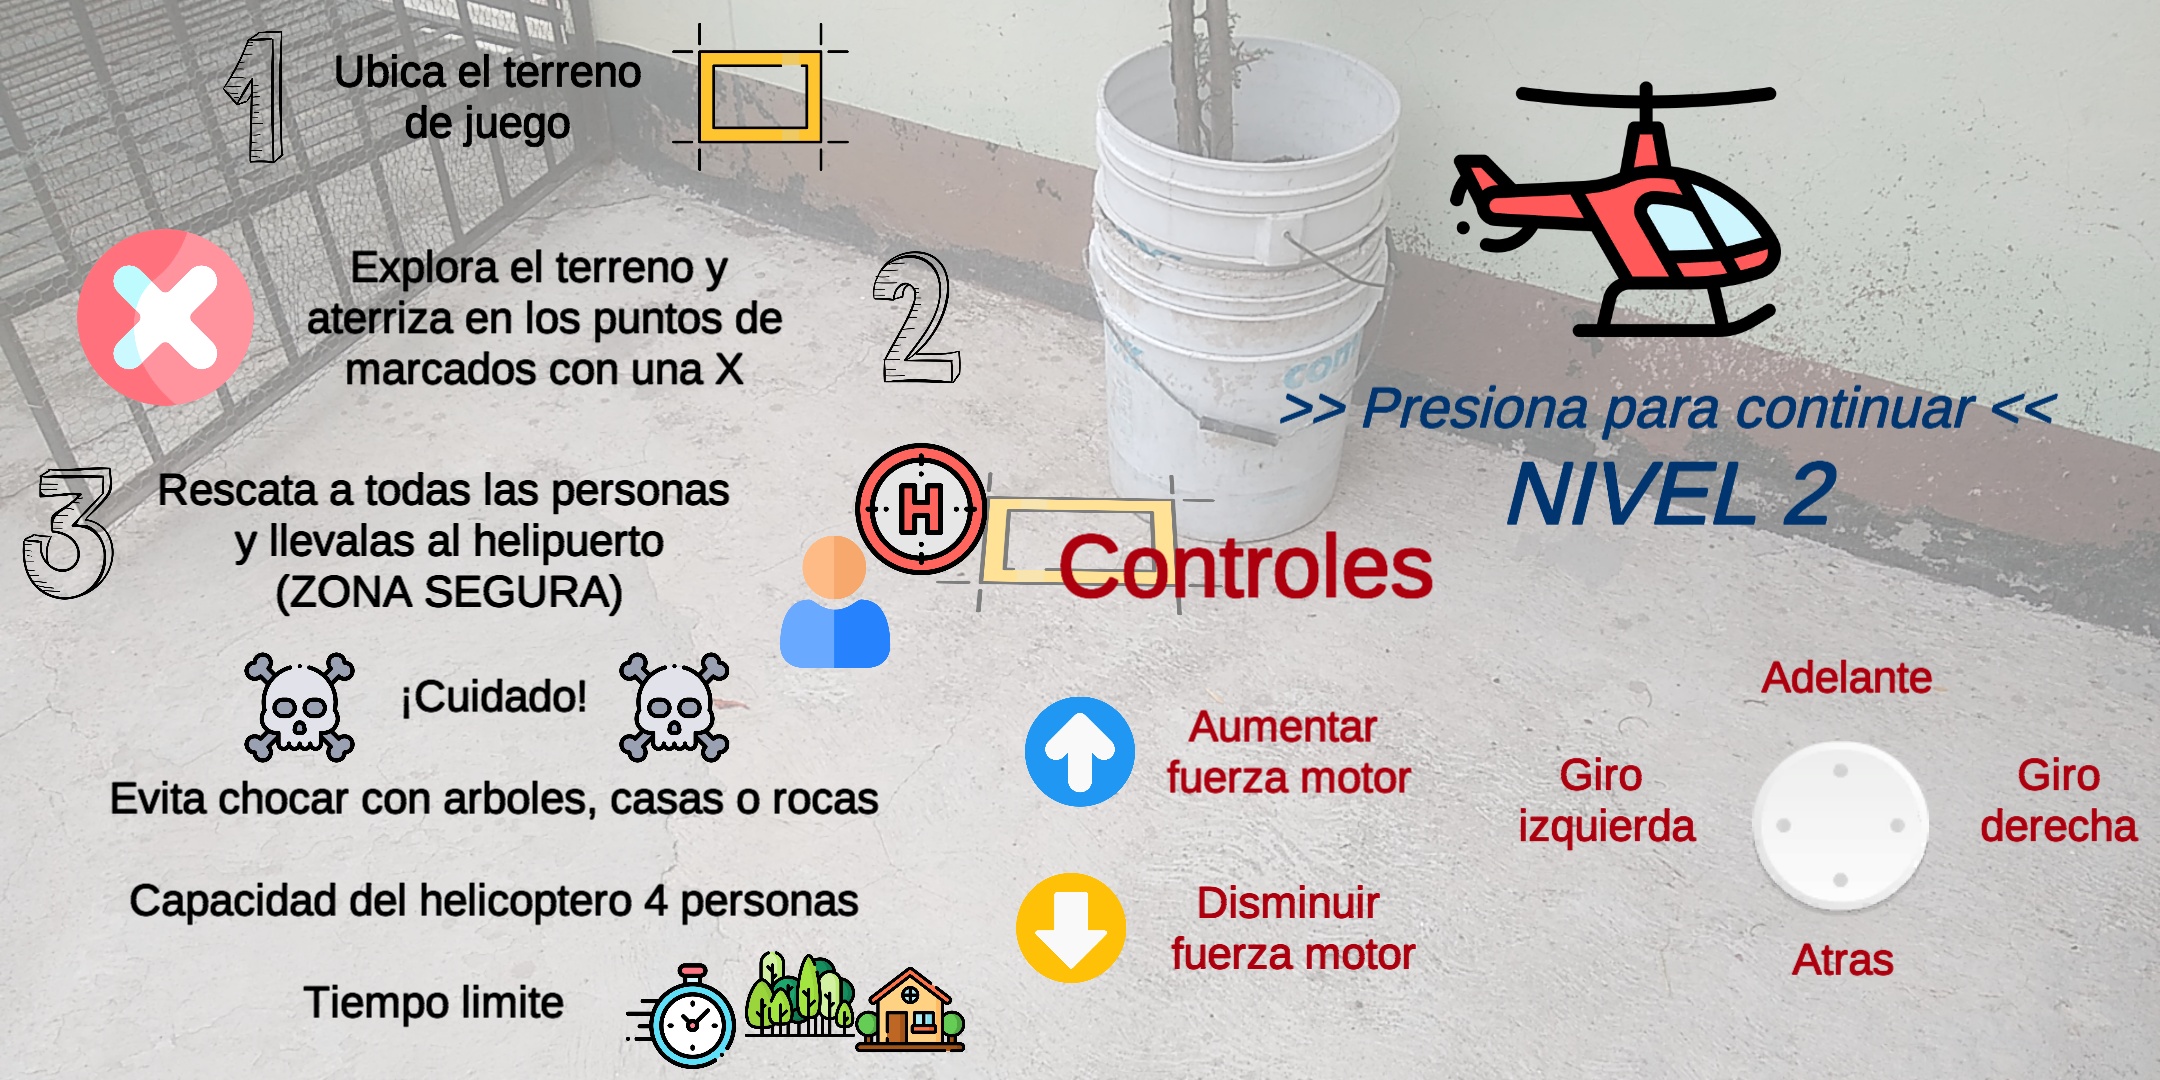 1
Ubica el terreno
de juego
Explora el terreno y
aterriza en los puntos de
marcados con una X
2
3
Rescata a todas las personas
y llevalas al helipuerto
(ZONA SEGURA)
H
¡Cuidado!
Evita chocar con arboles, casas o rocas
Capacidad del helicoptero 4 personas
Tiempo limite
>> Presiona para continuar <<
NIVEL 2
Controles
Aumentar
fuerza motor
Disminuir
fuerza motor
Adelante
Giro
izquierda
Giro
derecha
Atras